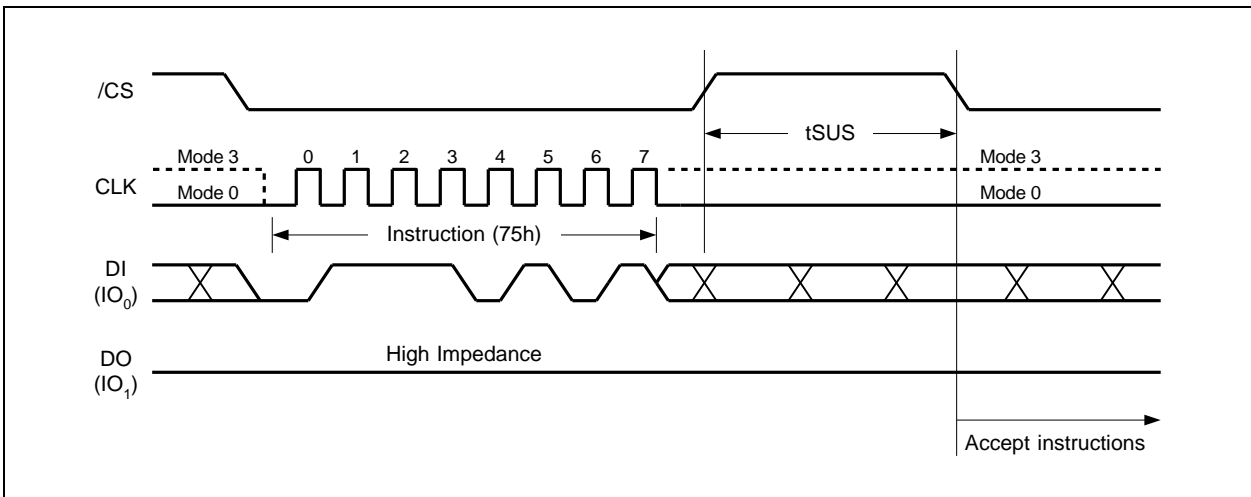 /CS
tSUS
Mode 3
0 1 2 3 4 5 6 7
Mode 3
CLK
Mode 0
Mode 0
Instruction (75h)
DI
(IO0)
High Impedance
DO
(IO1)
Accept instructions